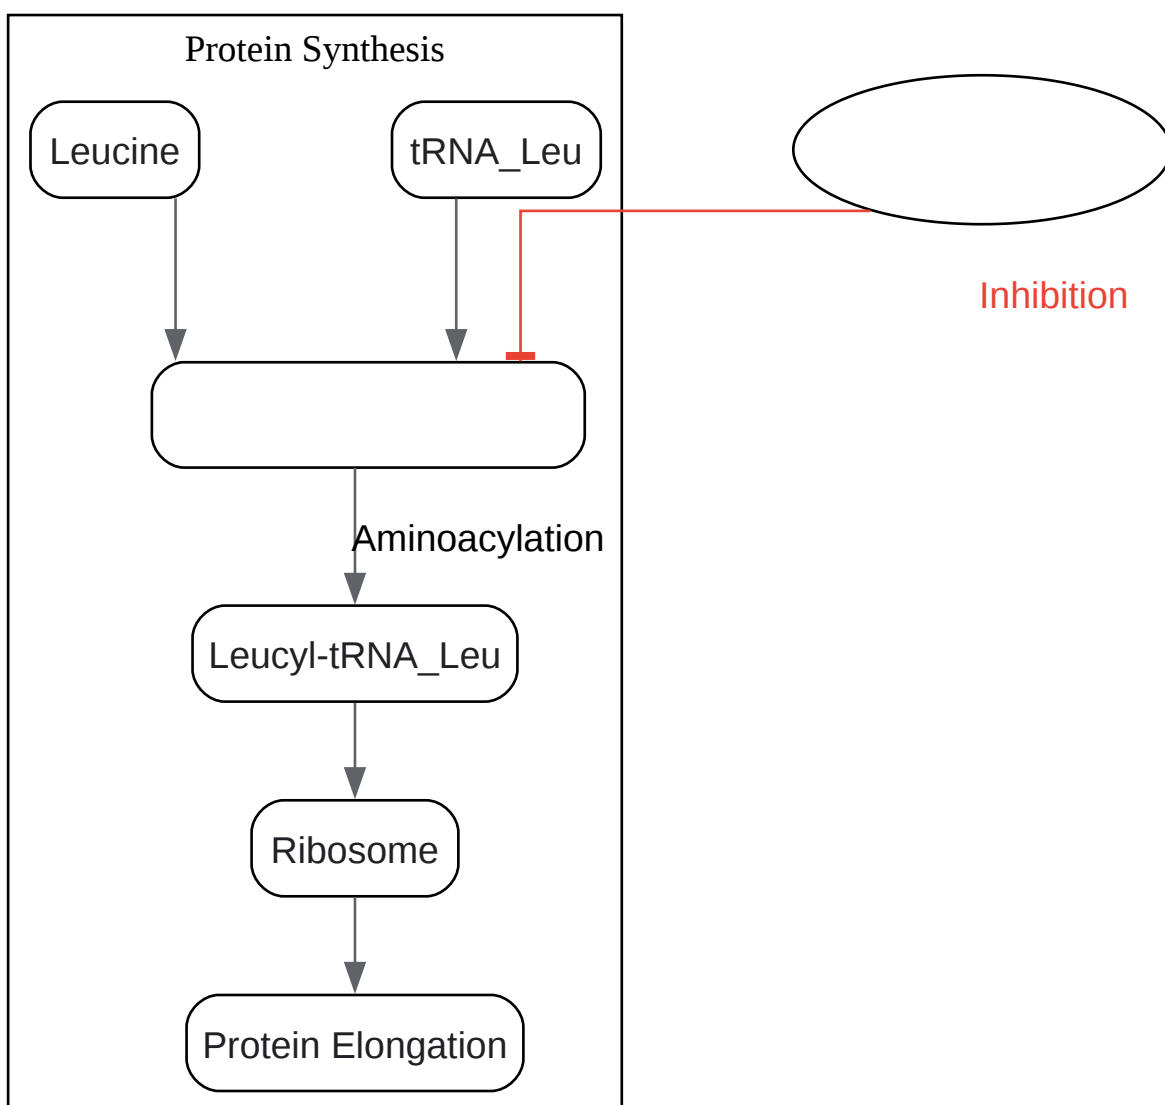 Protein Synthesis
Leucine
tRNA_Leu
Inhibition
Aminoacylation
Leucyl-tRNA_Leu
Ribosome
Protein Elongation